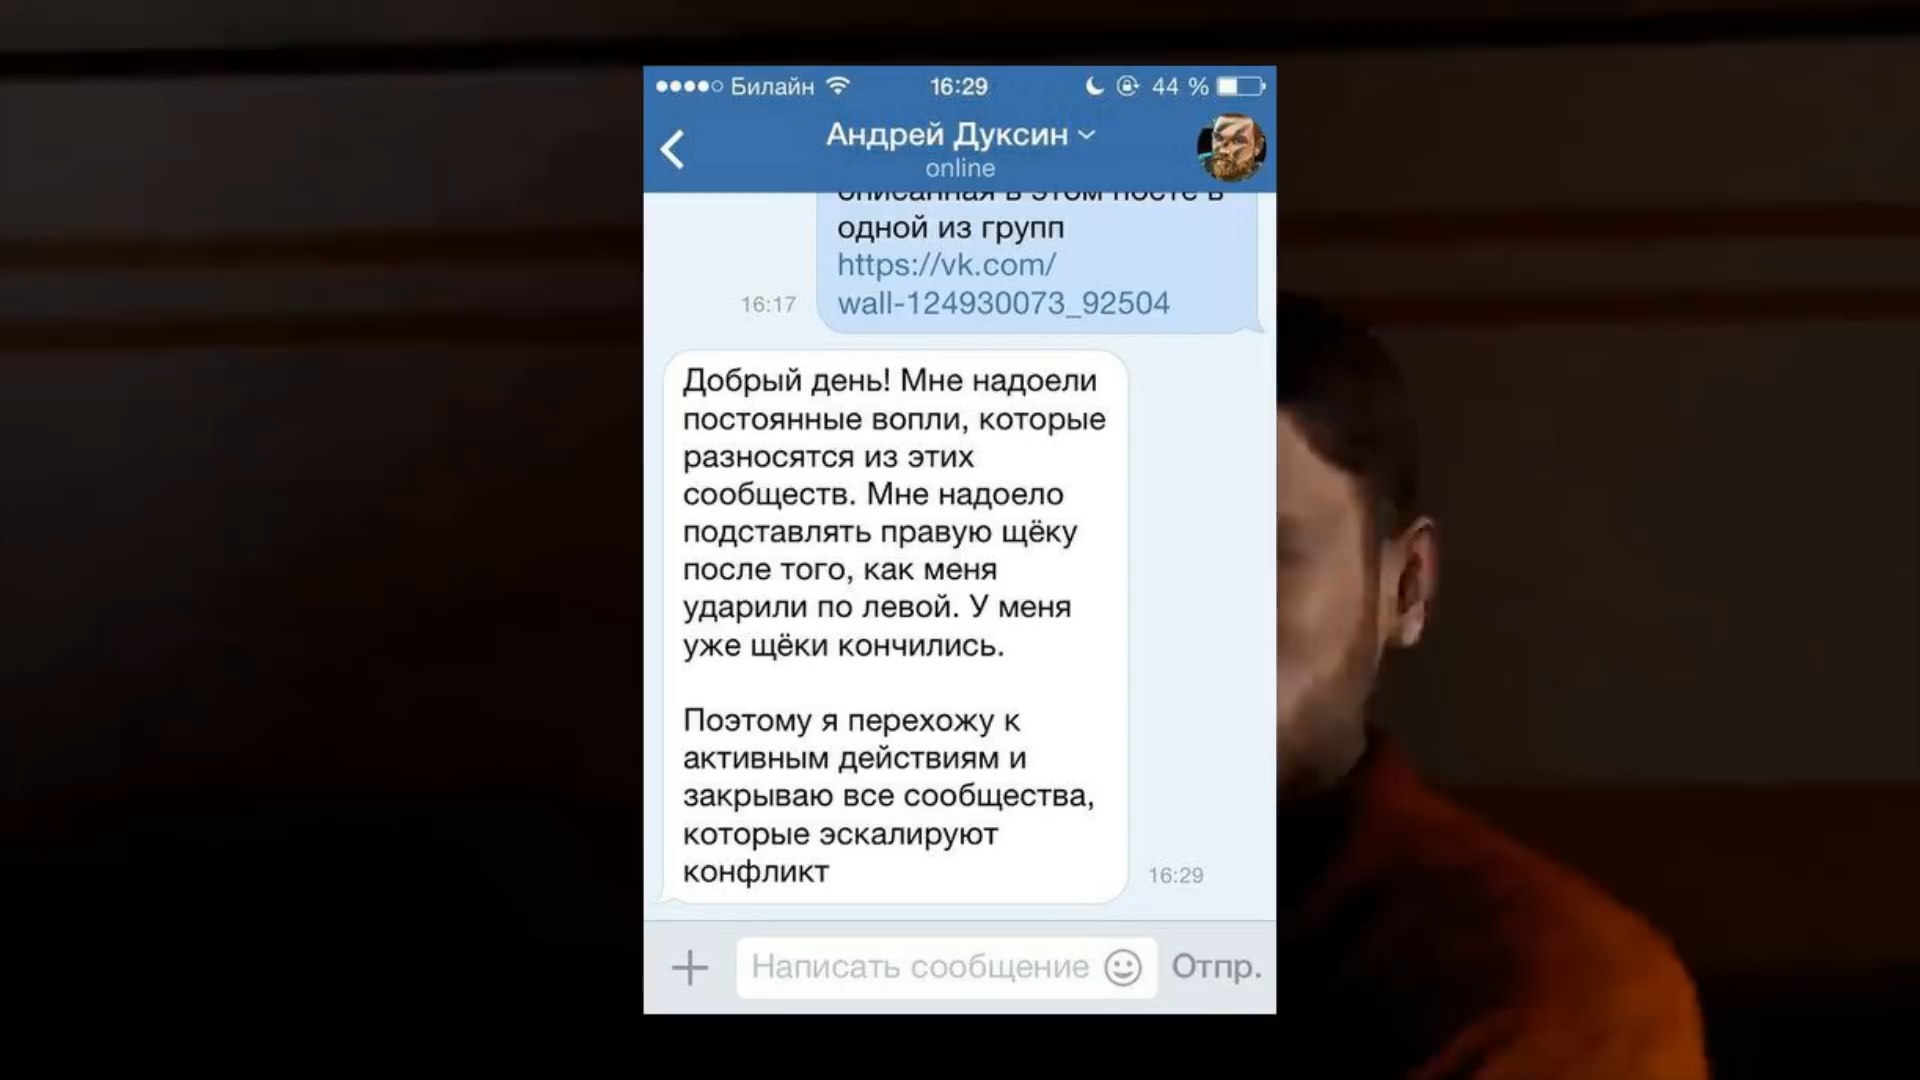 Билайн 16:29 44 %
Андрей Дуксин
online
описанная в этом посте в
одной из групп
https://vk.com/
wall-124930073_92504
16:17
Добрый день! Мне надоели
постоянные вопли, которые
разносятся из этих
сообществ. Мне надоело
подставлять правую щёку
после того, как меня
ударили по левой. У меня
уже щёки кончились.
Поэтому я перехожу к
активным действиям и
закрываю все сообщества,
которые эскалируют
конфликт
16:29
Написать сообщение Отпр.